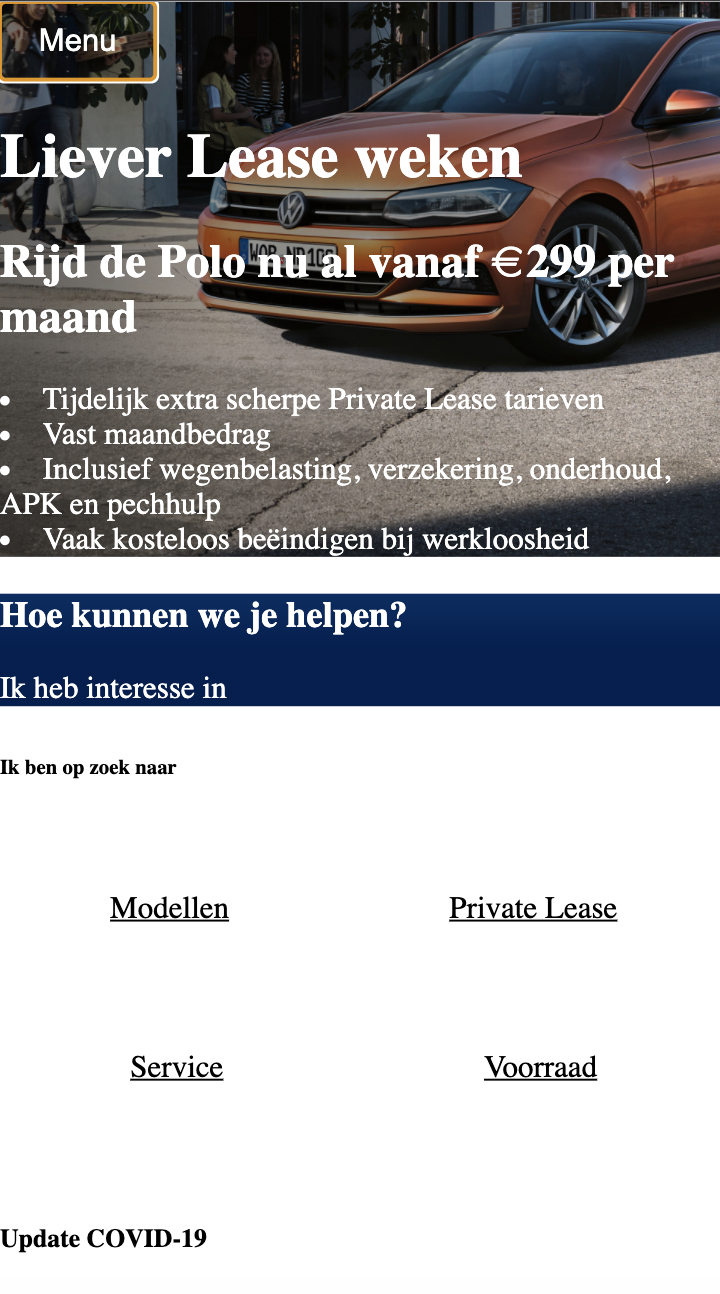 Menu
Liever Lease weken
Rijd de Polo nu al vanaf €299 per
maand
• Tijdelijk extra scherpe Private Lease tarieven
• Vast maandbedrag
• Inclusief wegenbelasting, verzekering, onderhoud,
APK en pechhulp
• Vaak kosteloos beëindigen bij werkloosheid
Hoe kunnen we je helpen?
Ik heb interesse in
Ik ben op zoek naar
Modellen Private Lease
Service Voorraad
Update COVID-19